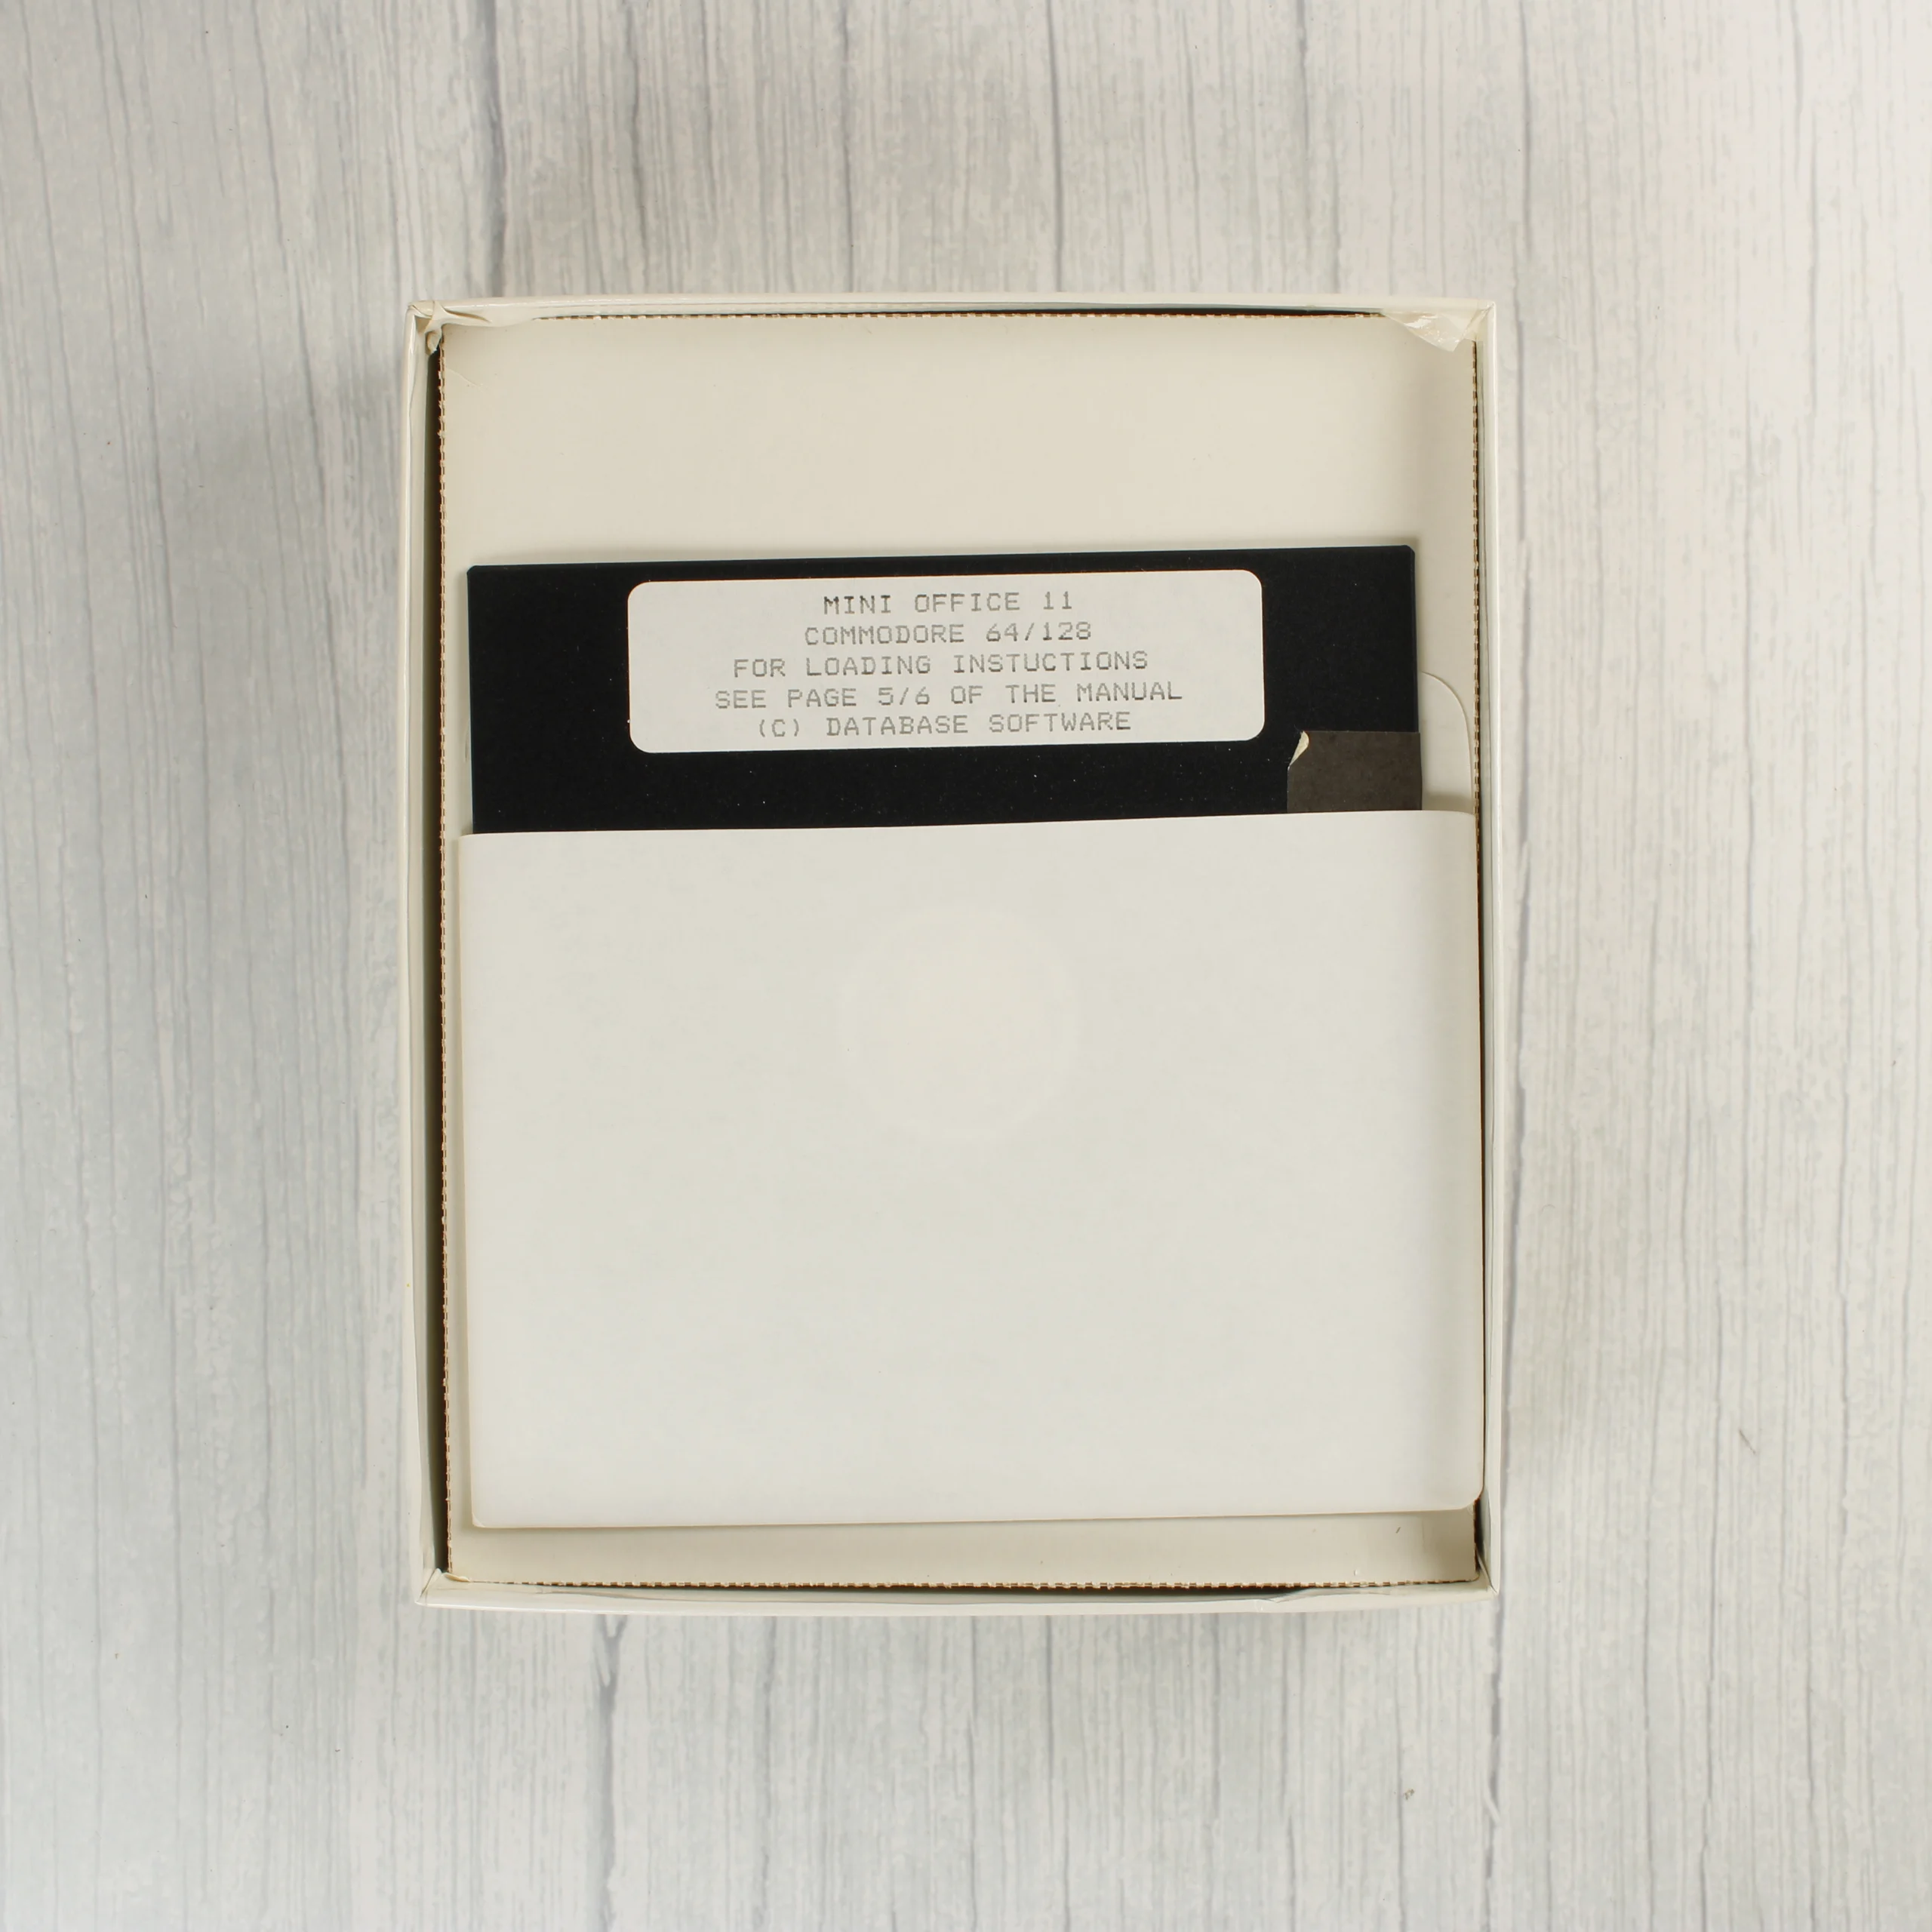 MINI OFFICE 11
COMMODORE 64/128
FOR LOADING INSTUCTIONS
SEE PAGE 5/6 OF THE MANUAL
(C) DATABASE SOFTWARE